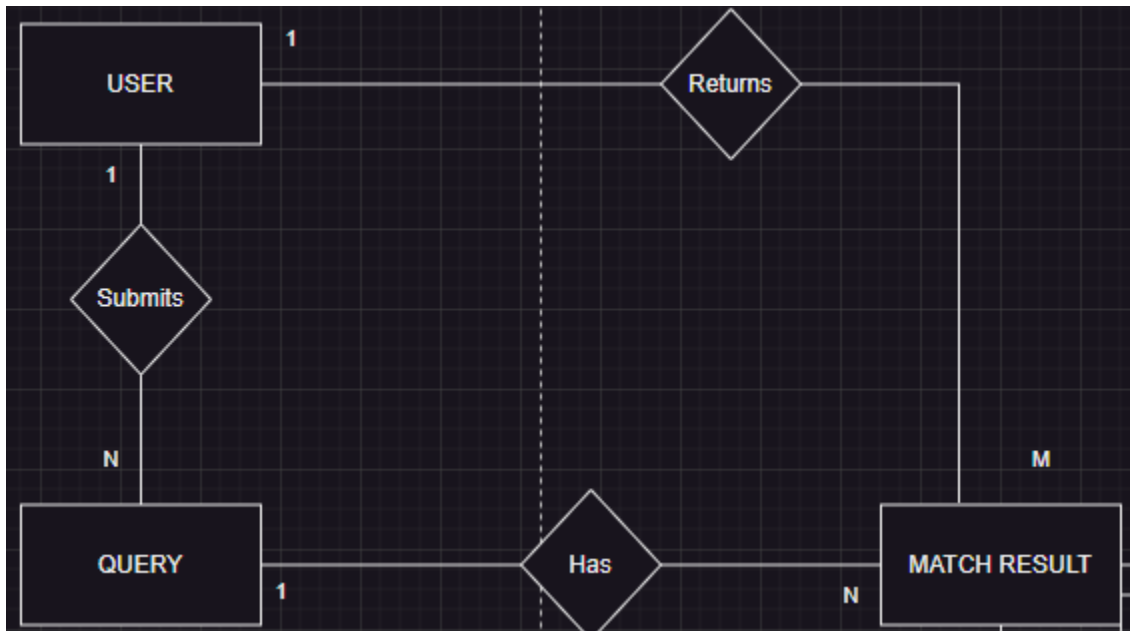 1
USER
Returns
1
Submits
N
M
QUERY
Has
MATCH RESULT
1
N